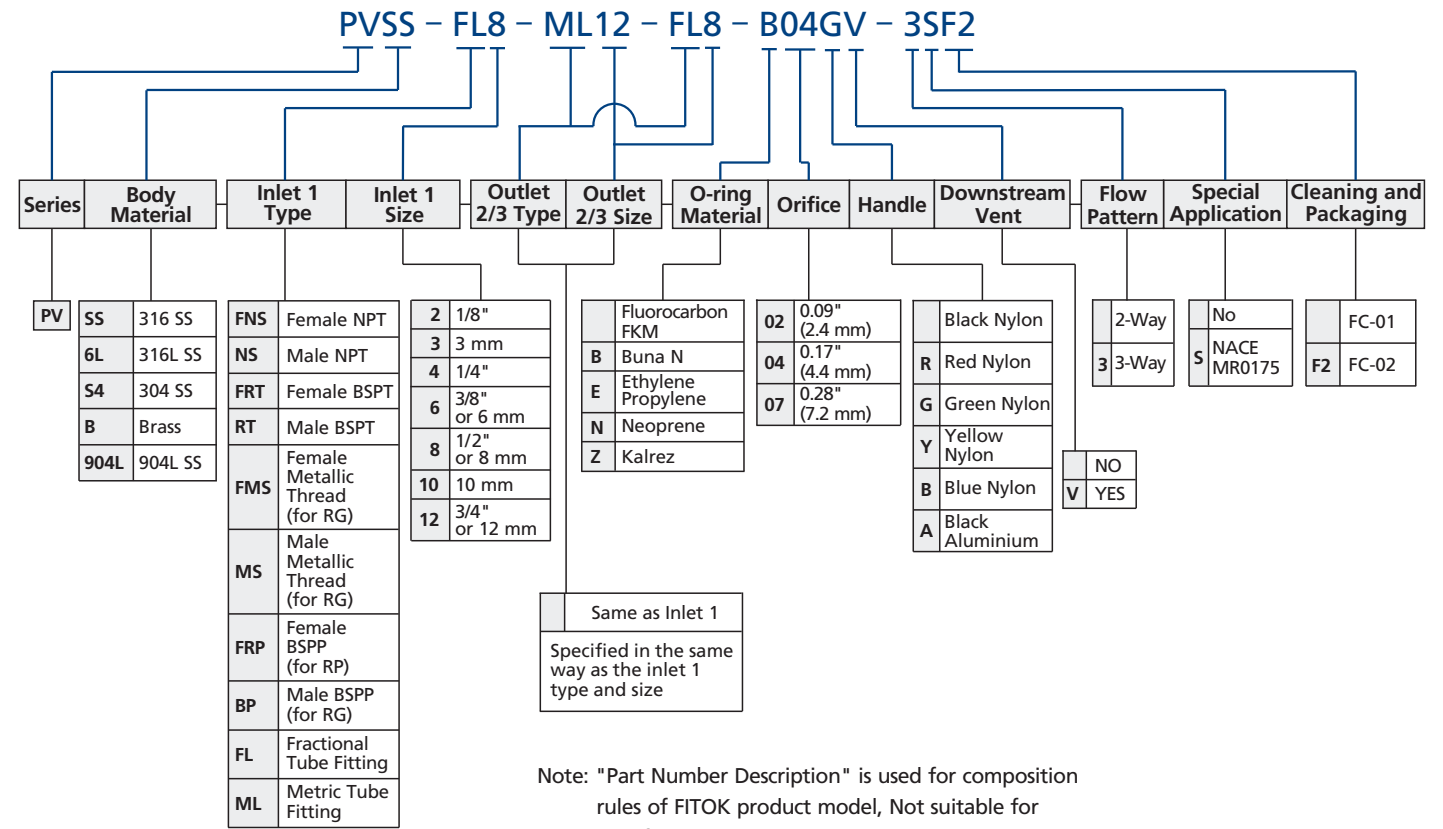 PVSS – FL8 – ML12 – FL8 – B04GV – 3SF2
Series
Body
Material
Inlet 1
Type
Inlet 1
Size
Outlet
2/3 Type
Outlet
2/3 Size
O-ring
Material
Orifice
Handle
Downstream
Vent
Flow
Pattern
Special
Application
Cleaning and
Packaging
PV
SS 316 SS
6L 316L SS
S4 304 SS
B Brass
904L 904L SS
FNS Female NPT
NS Male NPT
FRT Female BSPT
RT Male BSPT
FMS Female
Metallic
Thread
(for RG)
MS Male
Metallic
Thread
(for RG)
FRP Female
BSPP
(for RP)
BP Male BSPP
(for RG)
FL Fractional
Tube Fitting
ML Metric Tube
Fitting
2 1/8"
3 3 mm
4 1/4"
6 3/8"
or 6 mm
8 1/2"
or 8 mm
10 10 mm
12 3/4"
or 12 mm
Same as Inlet 1
Specified in the same
way as the inlet 1
type and size
Fluorocarbon
FKM
B Buna N
E Ethylene
Propylene
N Neoprene
Z Kalrez
02 0.09"
(2.4 mm)
04 0.17"
(4.4 mm)
07 0.28"
(7.2 mm)
Black Nylon
R Red Nylon
G Green Nylon
Y Yellow
Nylon
B Blue Nylon
A Black
Aluminium
NO
V YES
2-Way
3 3-Way
No
S NACE
MR0175
FC-01
F2 FC-02
Note: "Part Number Description" is used for composition
rules of FITOK product model, Not suitable for